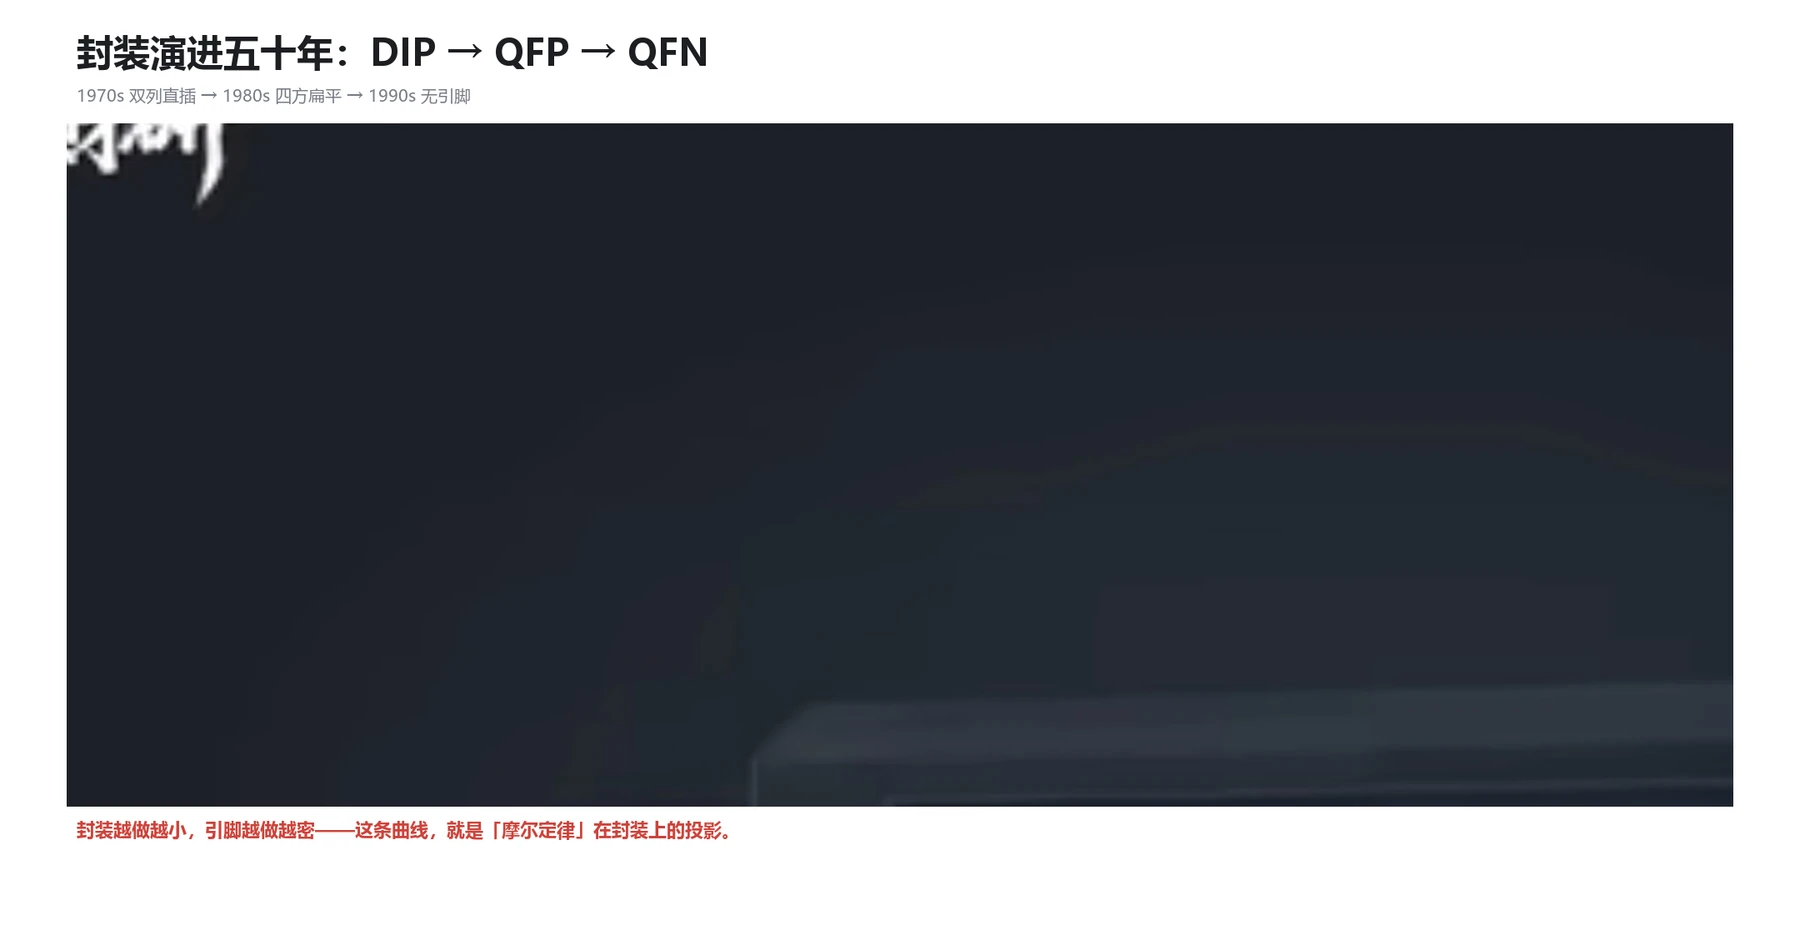 封装演进五十年：DIP → QFP → QFN
1970s 双列直插 → 1980s 四方扁平 → 1990s 无引脚
封装越做越小，引脚越做越密——这条曲线，就是「摩尔定律」在封装上的投影。